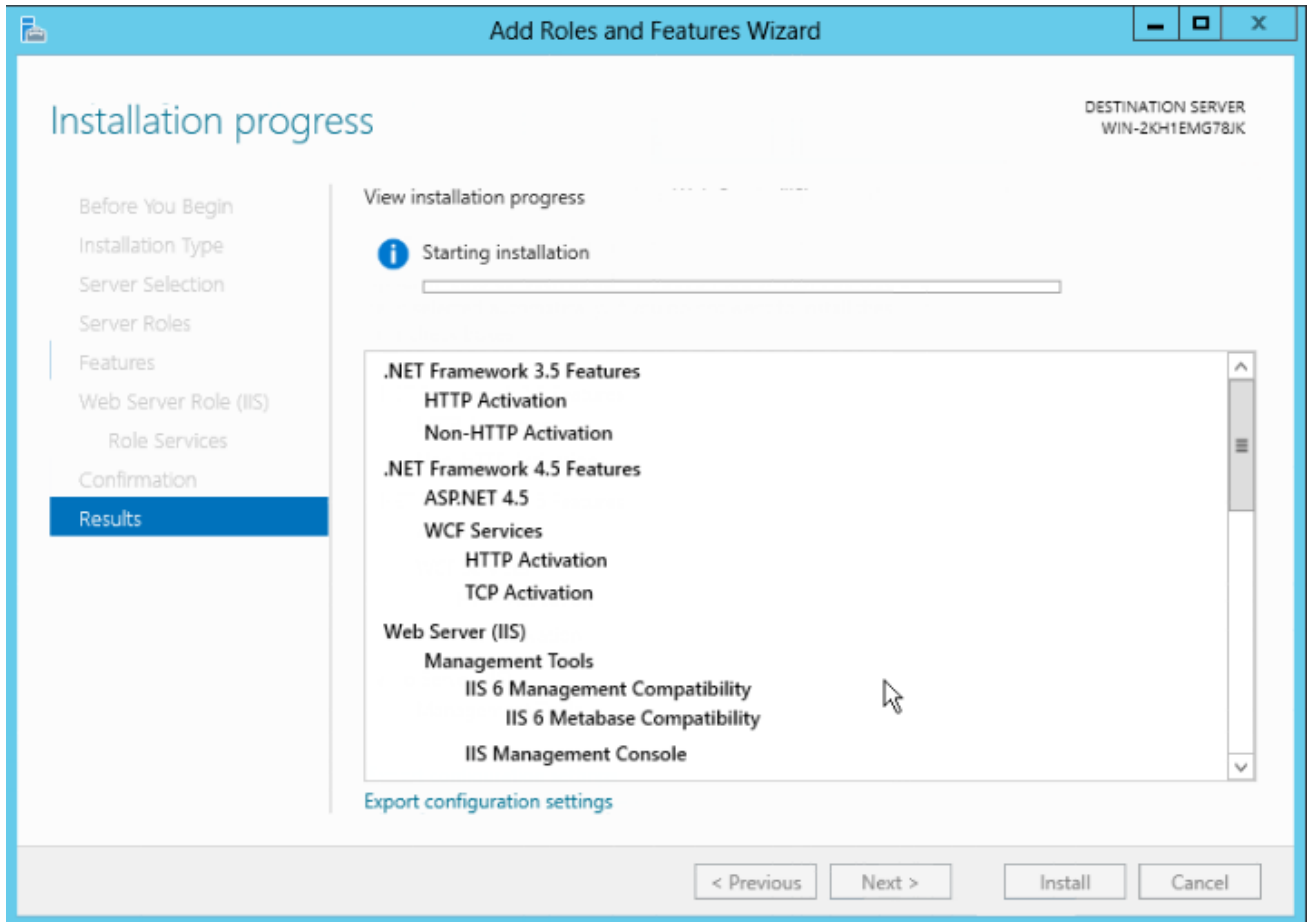 Add Roles and Features Wizard
Installation progress
DESTINATION SERVER
WIN-2KH1EMG78JK
Before You Begin
Installation Type
Server Selection
Server Roles
Features
Web Server Role (IIS)
Role Services
Confirmation
Results
View installation progress
Starting installation
.NET Framework 3.5 Features
HTTP Activation
Non-HTTP Activation
.NET Framework 4.5 Features
ASP.NET 4.5
WCF Services
HTTP Activation
TCP Activation
Web Server (IIS)
Management Tools
IIS 6 Management Compatibility
IIS 6 Metabase Compatibility
IIS Management Console
Export configuration settings
< Previous
Next >
Install
Cancel